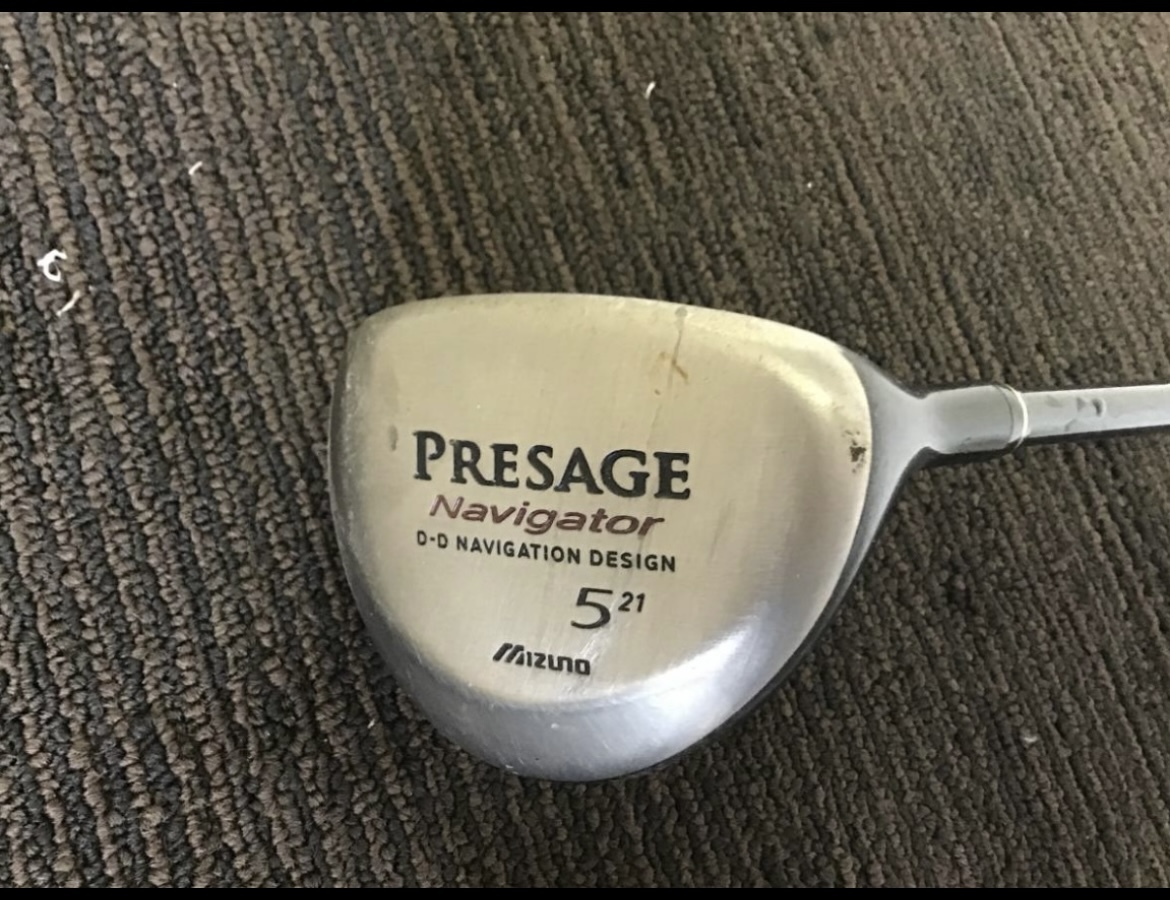 PRESAGE
Navigator
D-D NAVIGATION DESIGN
5 21
MIZUNO